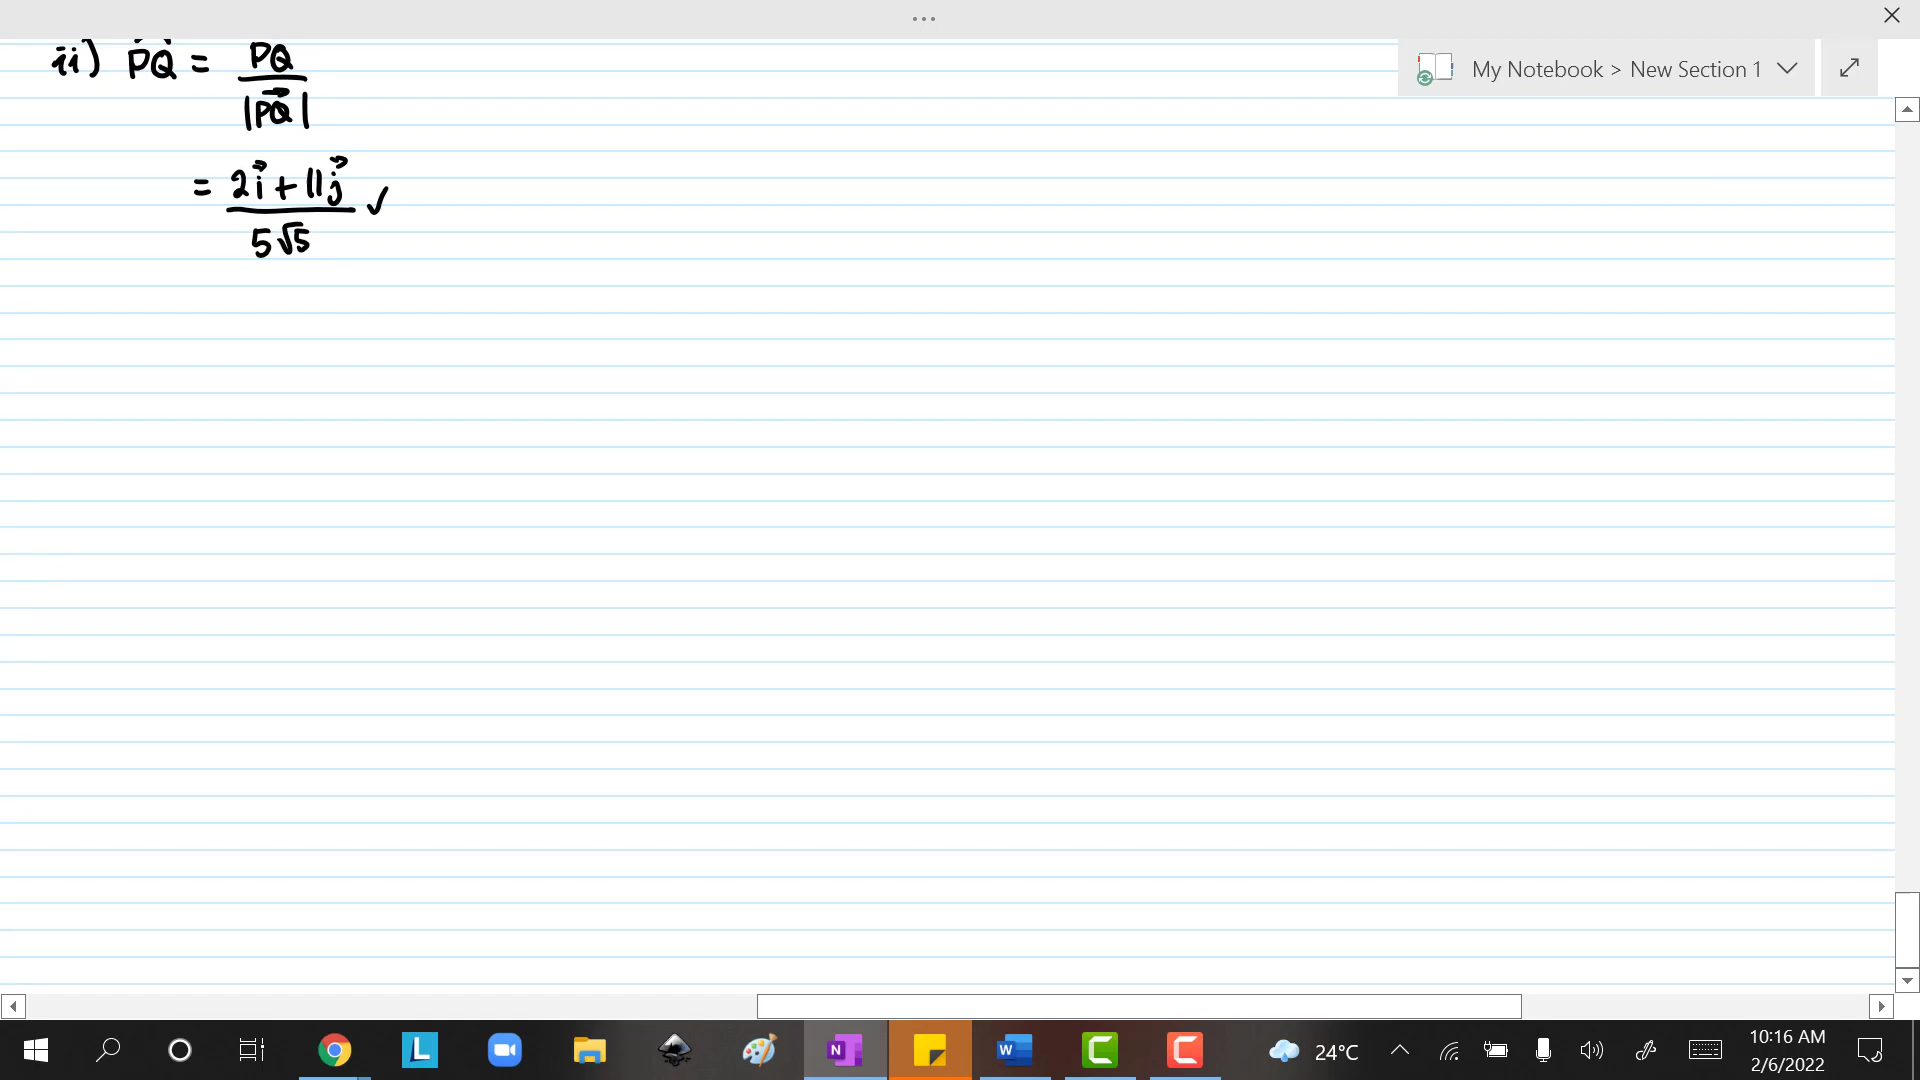 My Notebook > New Section 1
ii) PQ = PQ
|PQ⃗|
= 2i⃗ + 11j⃗ ✓
5√5
24°C
10:16 AM
2/6/2022